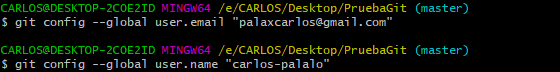 CARLOS@DESKTOP-2COE2ID MINGW64 /e/CARLOS/Desktop/PruebaGit (master)
$ git config --global user.email "palaxcarlos@gmail.com"
CARLOS@DESKTOP-2COE2ID MINGW64 /e/CARLOS/Desktop/PruebaGit (master)
$ git config --global user.name "carlos-palalo"